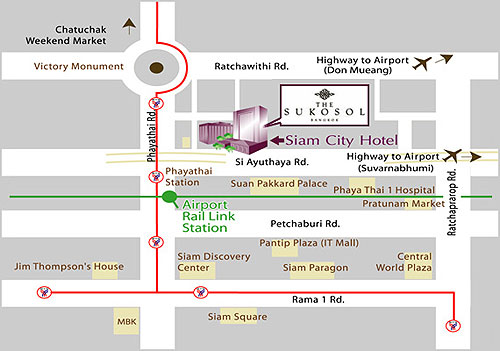 Chatuchak
Weekend Market
Victory Monument
Ratchawithi Rd.
Highway to Airport
(Don Mueang)
THE
SUKOSOL
BANGKOK
Siam City Hotel
Phayathai Rd
Si Ayuthaya Rd.
Highway to Airport
(Suvarnabhumi)
Phayathai
Station
Suan Pakkard Palace
Phaya Thai 1 Hospital
Pratunam Market
Ratchaprarop Rd.
Airport
Rail Link
Station
Petchaburi Rd.
Pantip Plaza (IT Mall)
Jim Thompson's House
Siam Discovery
Center
Siam Paragon
Central
World Plaza
Rama 1 Rd.
MBK
Siam Square